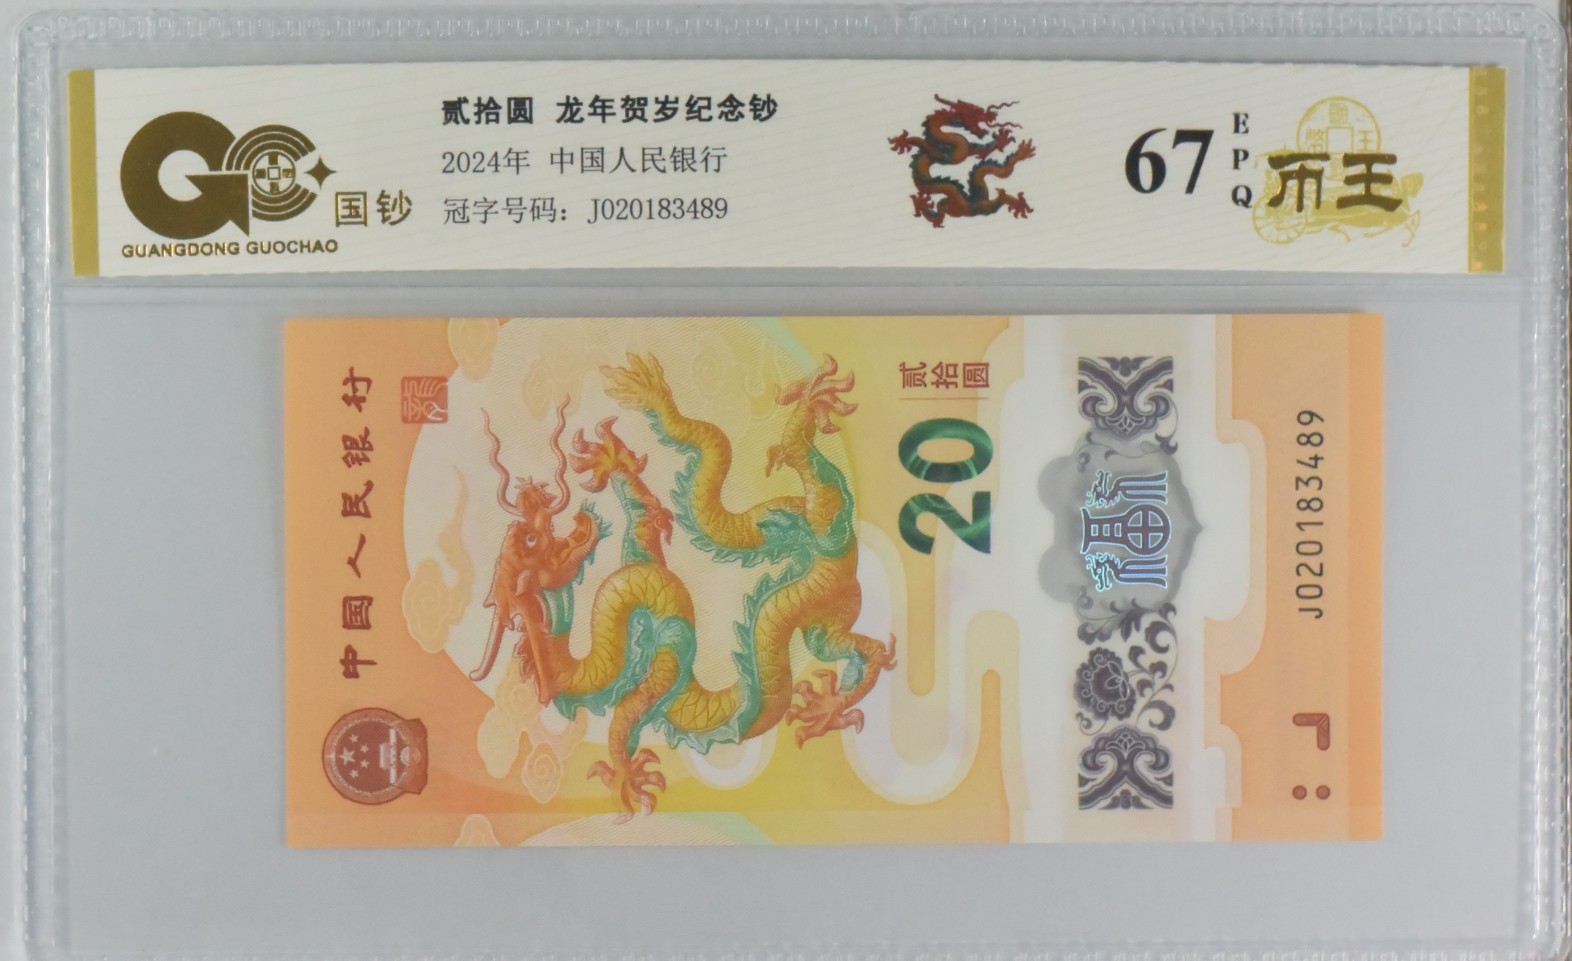 国钞
GUANGDONG GUOCHAO
贰拾圆 龙年贺岁纪念钞
2024年 中国人民银行
冠字号码：J020183489
67
EPQ
币王
中国人民银行
贰拾圆
20
J020183489